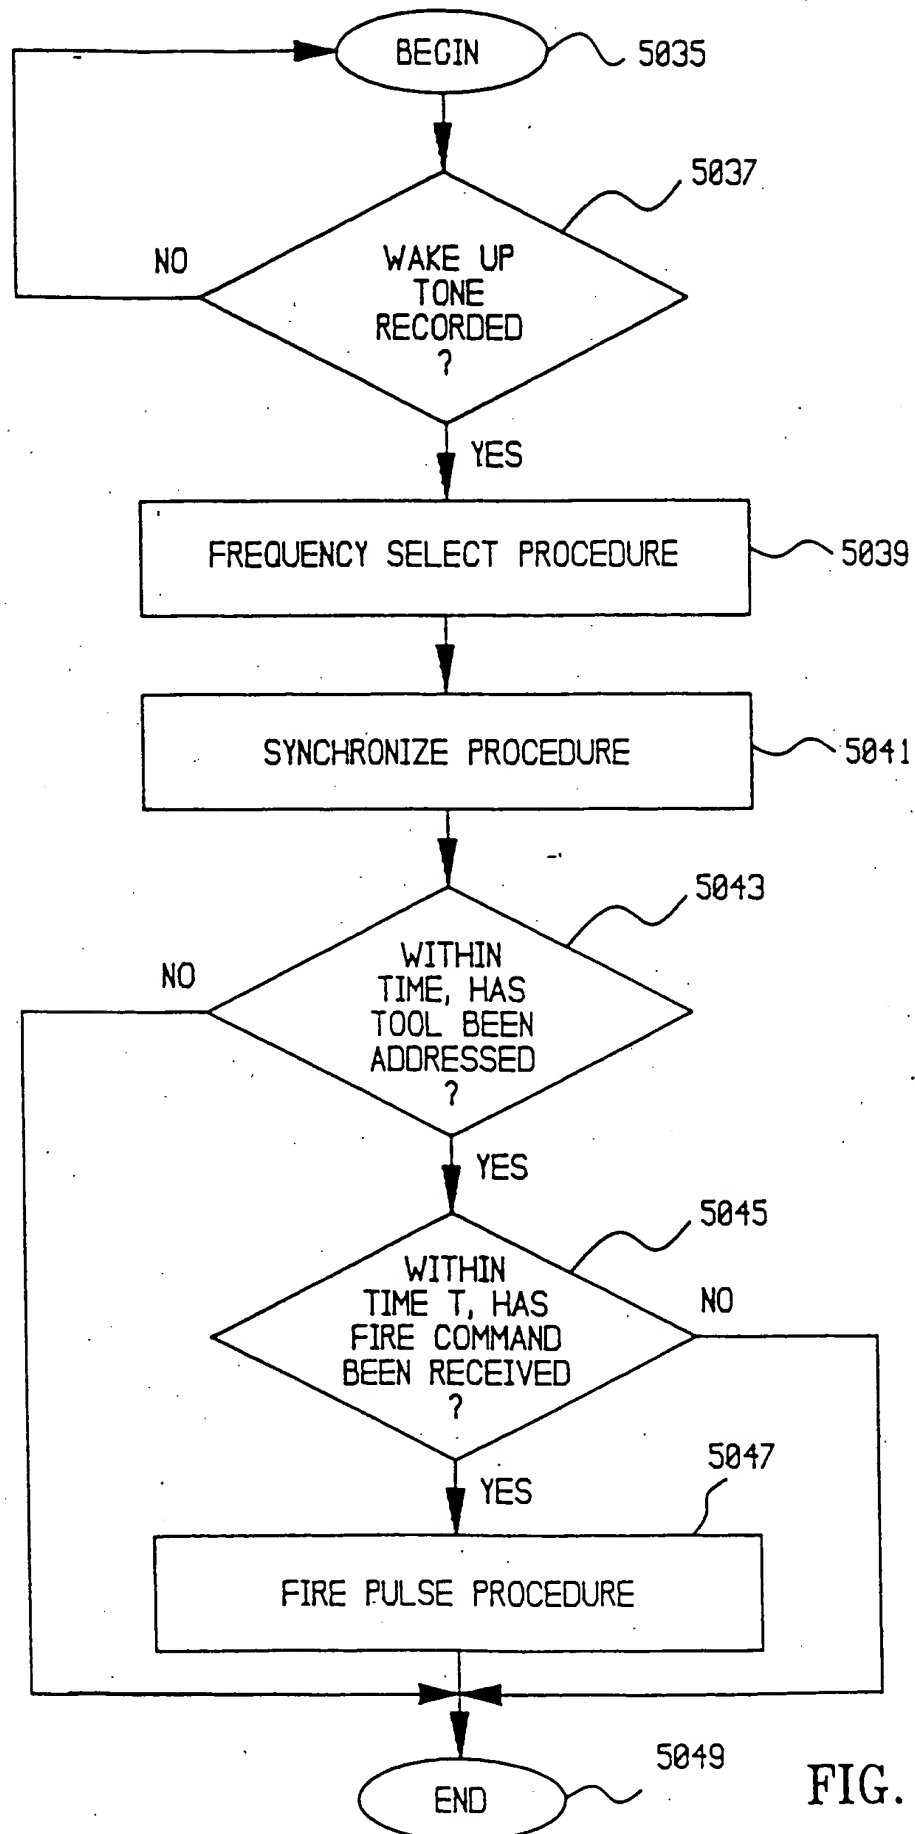 BEGIN
5035
5037
NO
WAKE UP
TONE
RECORDED
?
YES
FREQUENCY SELECT PROCEDURE
5039
SYNCHRONIZE PROCEDURE
5041
5043
NO
WITHIN
TIME, HAS
TOOL BEEN
ADDRESSED
?
YES
5045
WITHIN
TIME T, HAS
FIRE COMMAND
BEEN RECEIVED
?
NO
5047
YES
FIRE PULSE PROCEDURE
5049
END
FIG.